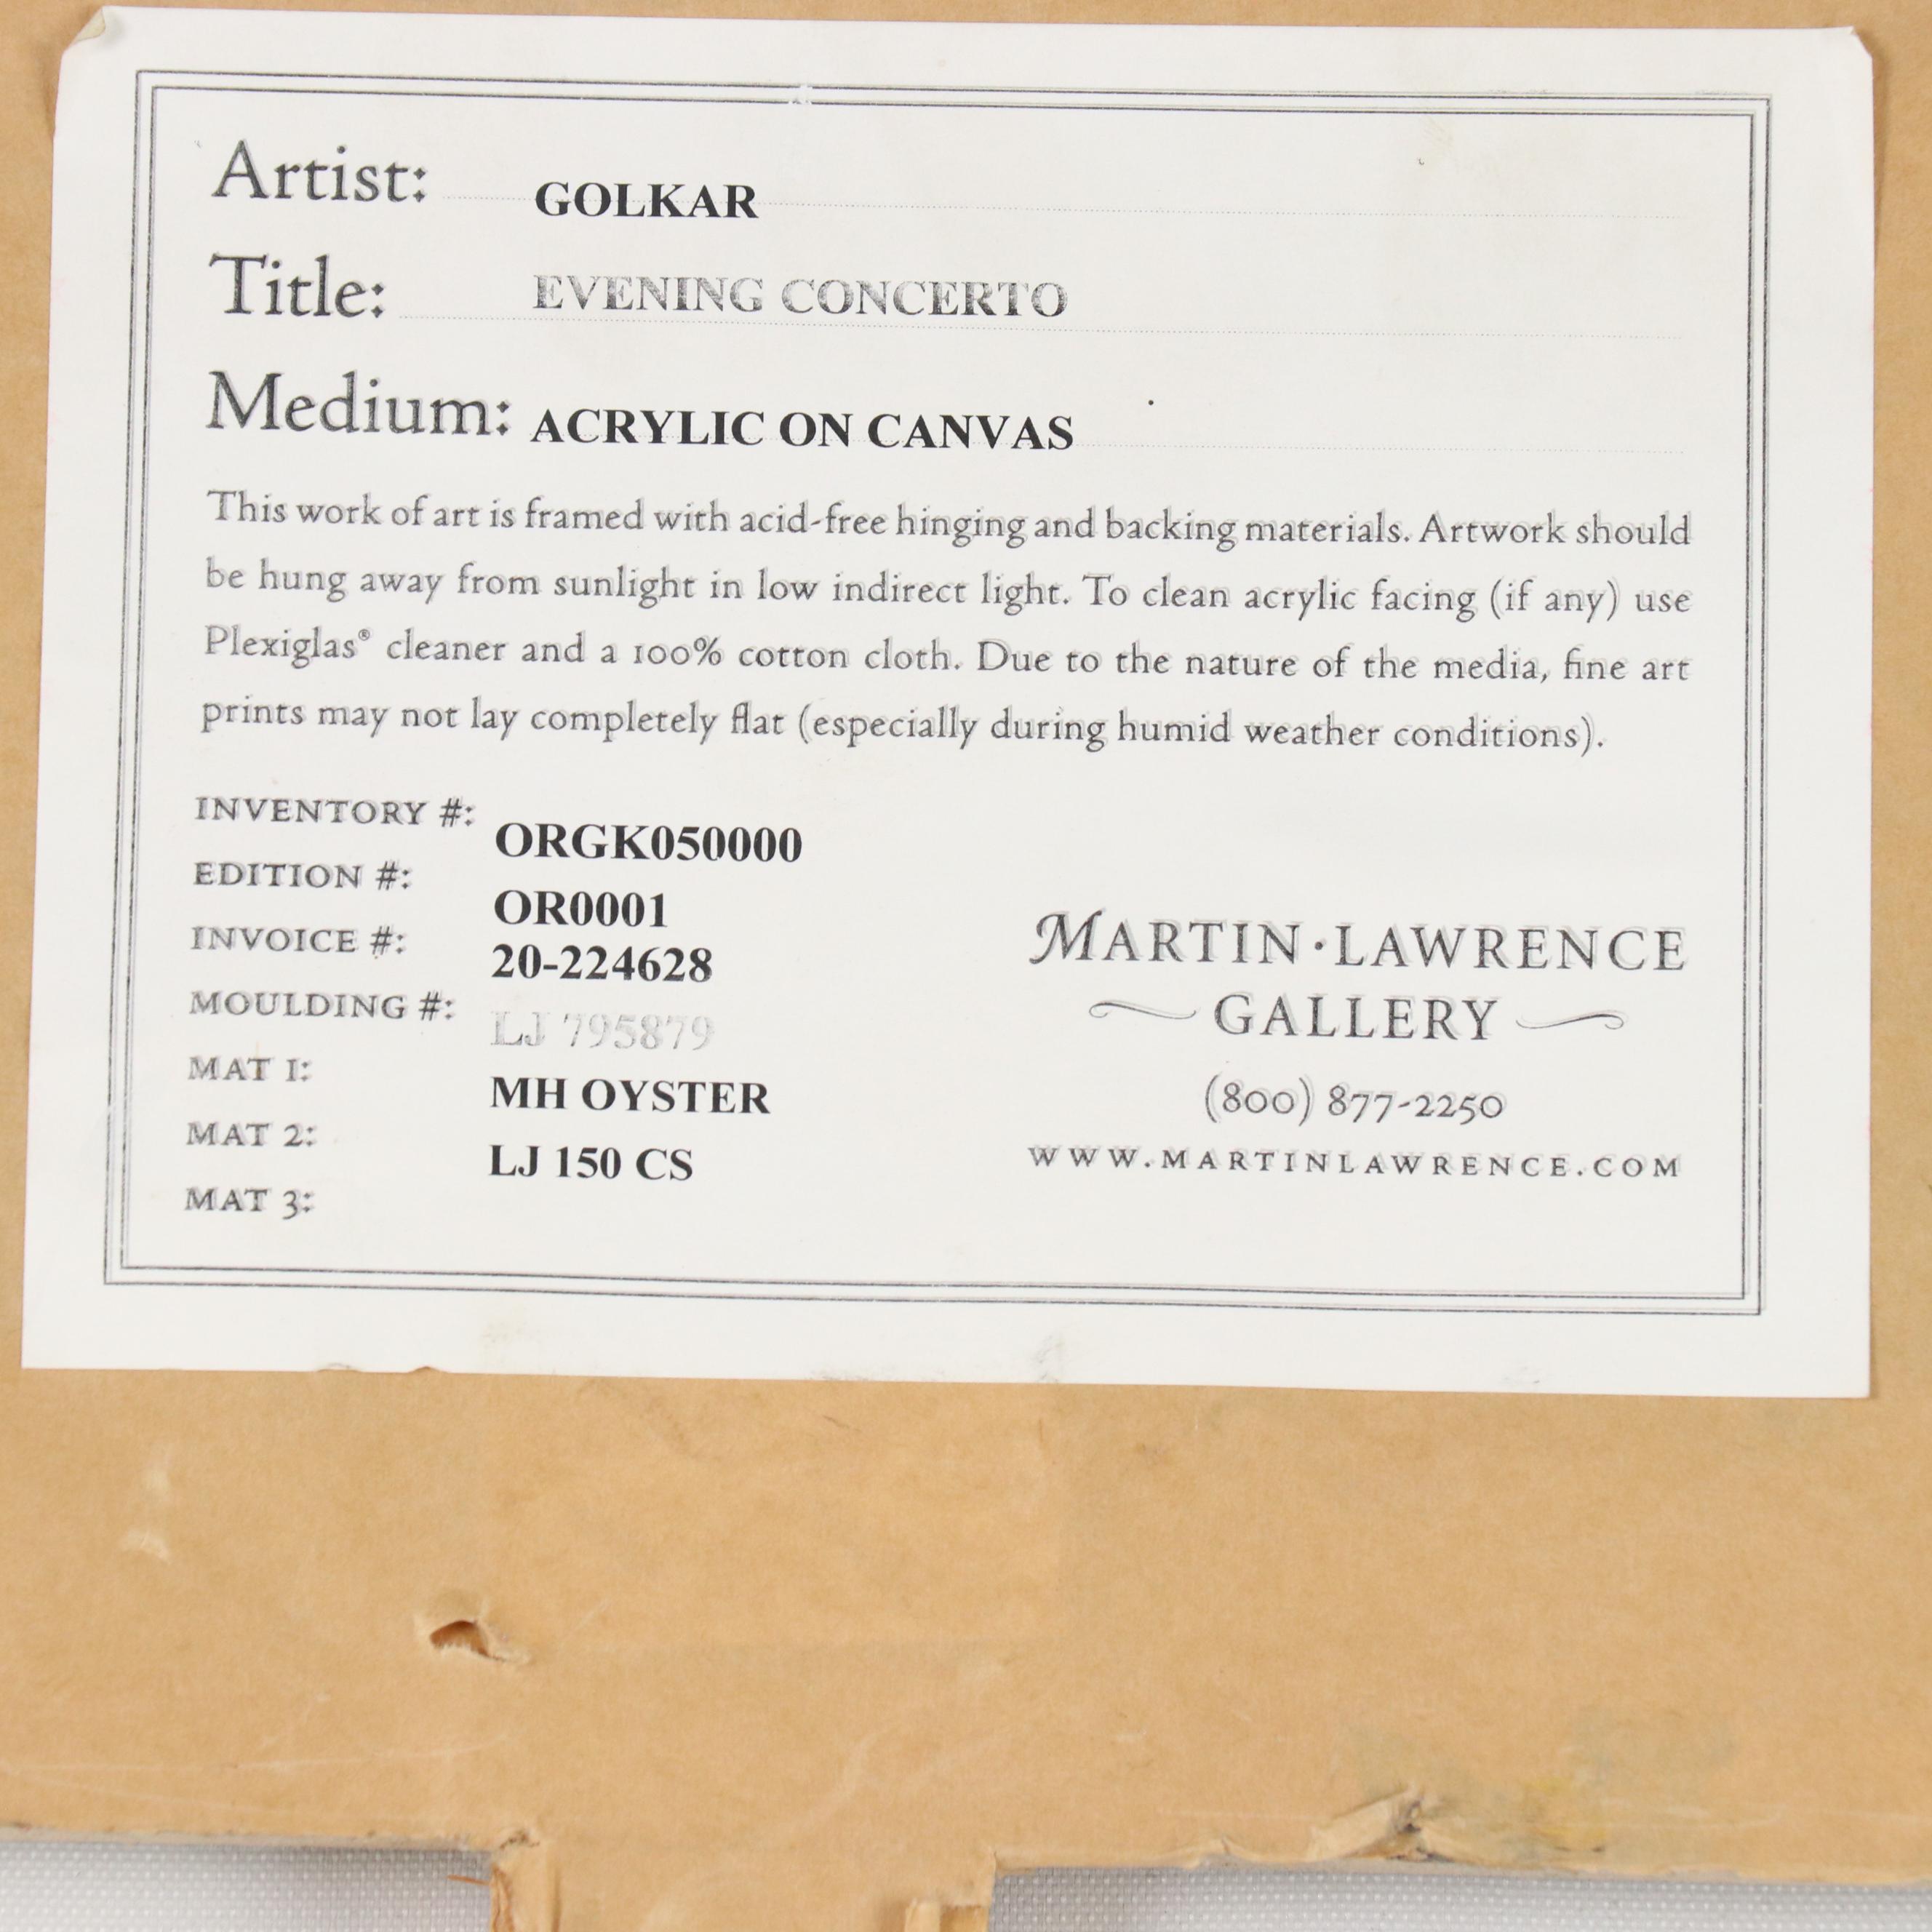 Artist: GOLKAR
Title: EVENING CONCERTO
Medium: ACRYLIC ON CANVAS
This work of art is framed with acid-free hinging and backing materials. Artwork should
be hung away from sunlight in low indirect light. To clean acrylic facing (if any) use
Plexiglas® cleaner and a 100% cotton cloth. Due to the nature of the media, fine art
prints may not lay completely flat (especially during humid weather conditions).
INVENTORY #: ORGK050000
EDITION #: OR0001
INVOICE #: 20-224628
MOULDING #: LJ 795879
MAT 1: MH OYSTER
MAT 2: LJ 150 CS
MAT 3:
MARTIN·LAWRENCE
GALLERY
(800) 877-2250
WWW.MARTINLAWRENCE.COM